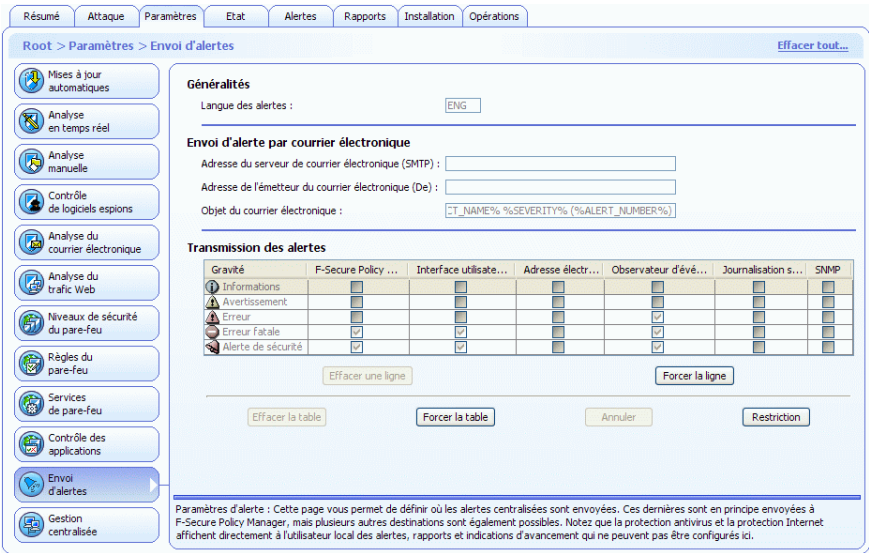 Résumé Attaque Paramètres Etat Alertes Rapports Installation Opérations
Root > Paramètres > Envoi d'alertes
Effacer tout...
Mises à jour
automatiques
Analyse
en temps réel
Analyse
manuelle
Contrôle
de logiciels espions
Analyse du
courrier électronique
Analyse du
trafic Web
Niveaux de sécurité
du pare-feu
Règles du
pare-feu
Services
de pare-feu
Contrôle des
applications
Envoi
d'alertes
Gestion
centralisée
Généralités
Langue des alertes : ENG
Envoi d'alerte par courrier électronique
Adresse du serveur de courrier électronique (SMTP) :
Adresse de l'émetteur du courrier électronique (De) :
Objet du courrier électronique : CT_NAME% %SEVERITY% (%ALERT_NUMBER%)
Transmission des alertes
Gravité F-Secure Policy ... Interface utilisate... Adresse électr... Observateur d'évé... Journalisation s... SNMP
Informations
Avertissement
Erreur
Erreur fatale
Alerte de sécurité
Effacer une ligne Forcer la ligne
Effacer la table Forcer la table Annuler Restriction
Paramètres d'alerte : Cette page vous permet de définir où les alertes centralisées sont envoyées. Ces dernières sont en principe envoyées à
F-Secure Policy Manager, mais plusieurs autres destinations sont également possibles. Notez que la protection antivirus et la protection Internet
affichent directement à l'utilisateur local des alertes, rapports et indications d'avancement qui ne peuvent pas être configurés ici.